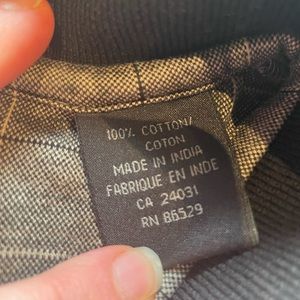 100% COTTON/
COTON
MADE IN INDIA
FABRIQUE EN INDE
CA 24031
RN 86529